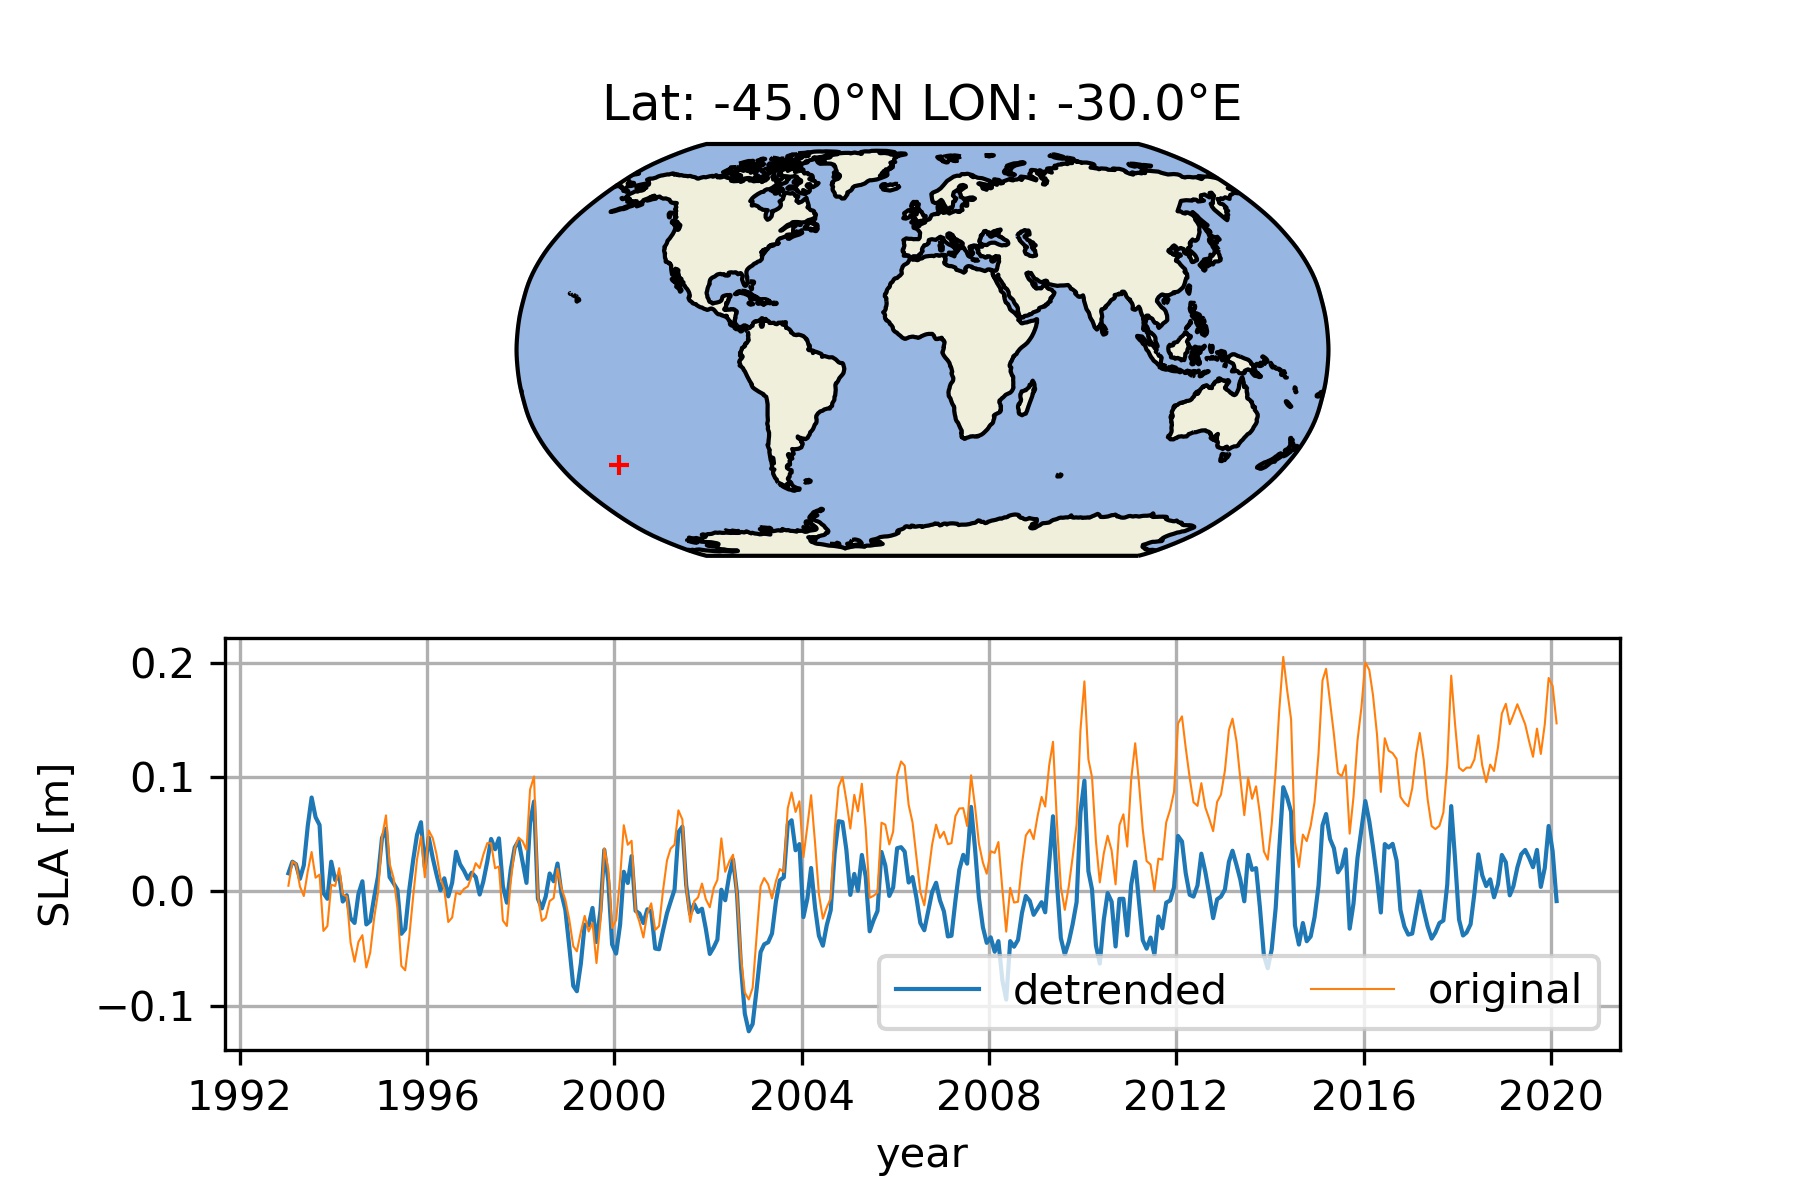 Lat: -45.0°N LON: -30.0°E
SLA [m]
0.2
0.1
0.0
−0.1
detrended original
1992 1996 2000 2004 2008 2012 2016 2020
year